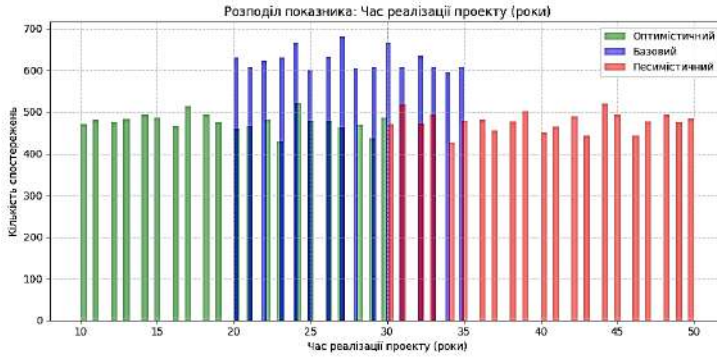 Розподіл показника: Час реалізації проекту (роки)
Оптимістичний
Базовий
Песимістичний
Кількість спостережень
700
600
500
400
300
200
100
0
10 15 20 25 30 35 40 45 50
Час реалізації проекту (роки)